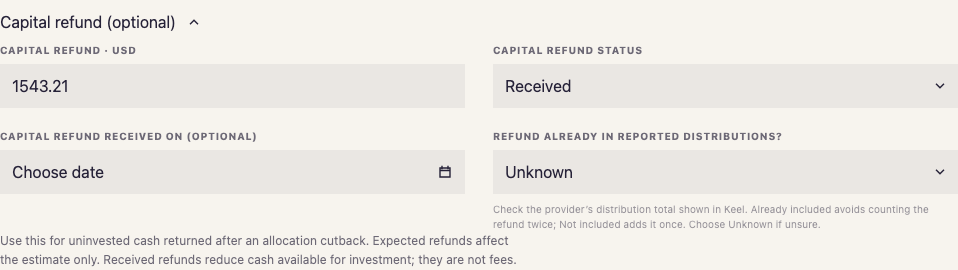 Capital refund (optional)
CAPITAL REFUND · USD
CAPITAL REFUND STATUS
1543.21
Received
CAPITAL REFUND RECEIVED ON (OPTIONAL)
REFUND ALREADY IN REPORTED DISTRIBUTIONS?
Choose date
Unknown
Check the provider's distribution total shown in Keel. Already included avoids counting the
refund twice; Not included adds it once. Choose Unknown if unsure.
Use this for uninvested cash returned after an allocation cutback. Expected refunds affect
the estimate only. Received refunds reduce cash available for investment; they are not fees.